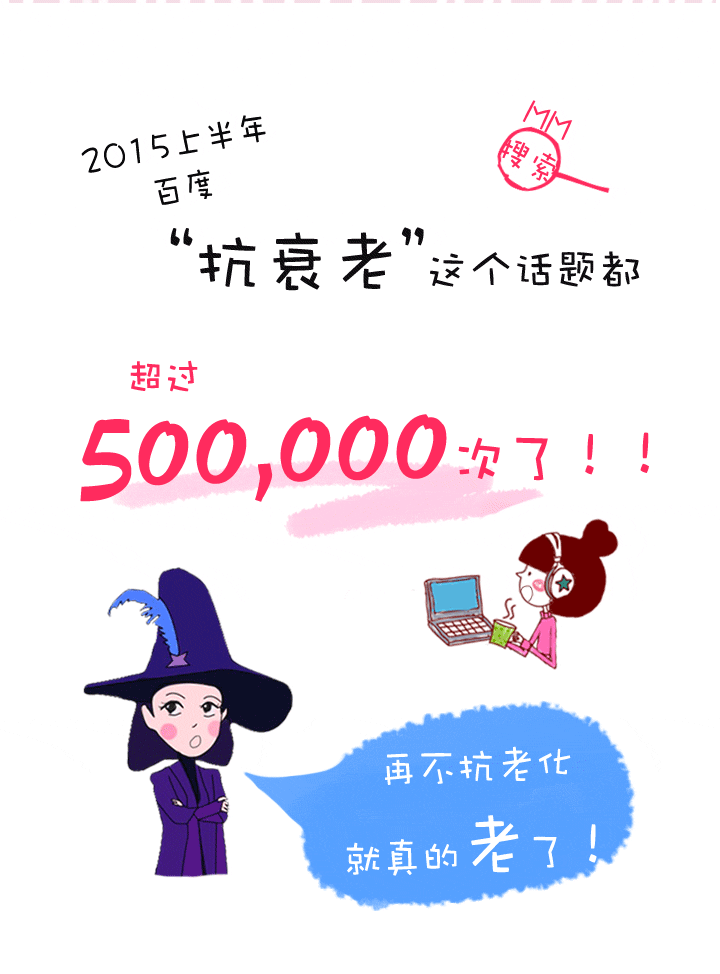 2015上半年
百度
MM
搜索
“抗衰老”这个话题都
超过
500,000次了！！
再不抗老化
就真的老了！